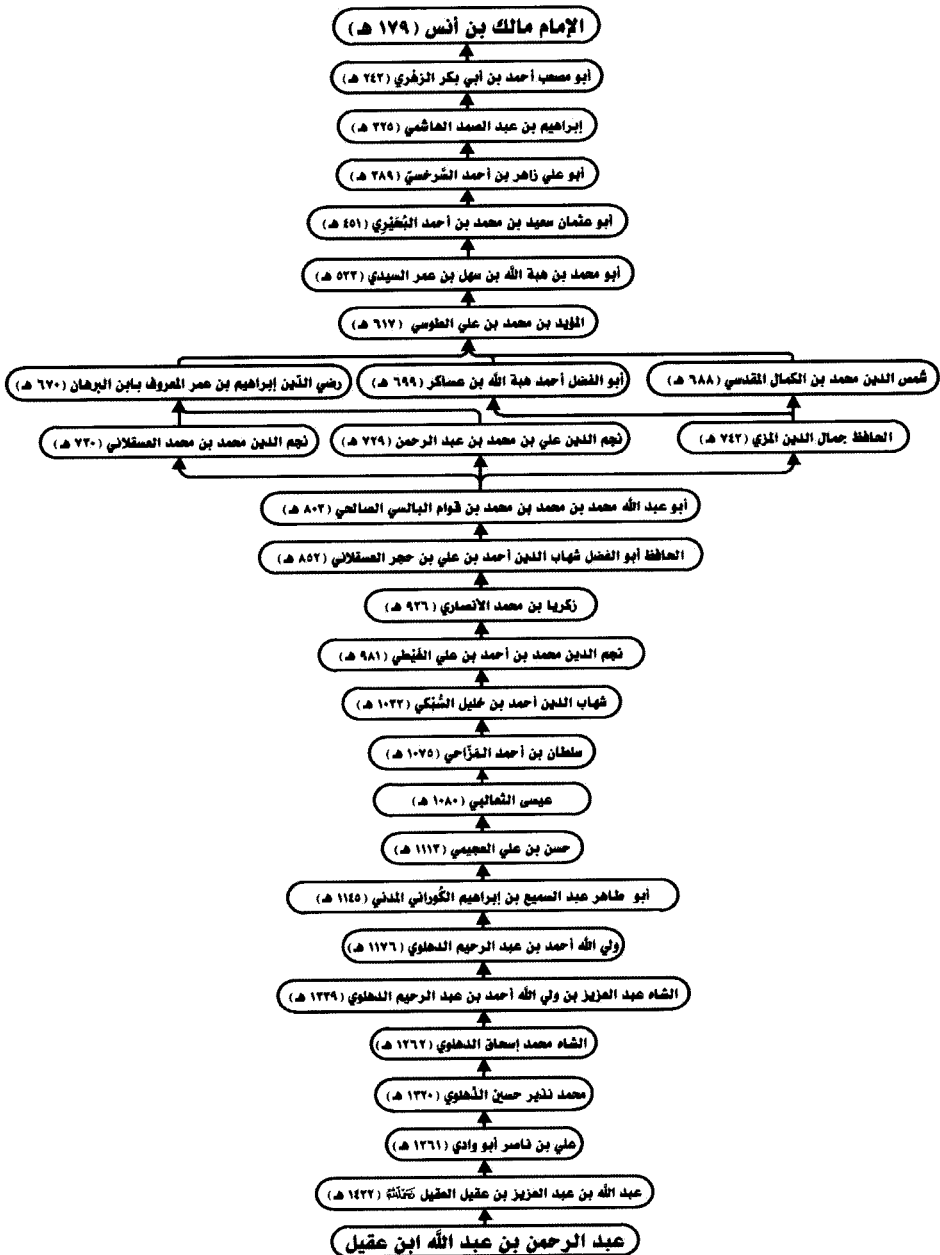 الإمام مالك بن أنس ( ١٧٩ هـ )
أبو مصعب أحمد بن أبي بكر الزهري ( ٢٤٢ هـ )
إبراهيم بن عبد الصمد الهاشمي ( ٣٢٥ هـ )
أبو علي زاهر بن أحمد السَّرخسيّ ( ٣٨٩ هـ )
أبو عثمان سعيد بن محمد بن أحمد البُحَيْرِي ( ٤٥١ هـ )
أبو محمد بن هبة الله بن سهل بن عمر السيدي ( ٥٣٣ هـ )
المؤيد بن محمد بن علي الطوسي ( ٦١٧ هـ )
شمس الدين محمد بن الكمال المقدسي ( ٦٨٨ هـ ) أبو الفضل أحمد هبة الله بن عساكر ( ٦٩٩ هـ ) رضي الدّين إبراهيم بن عمر المعروف بابن البرهان ( ٦٧٠ هـ )
الحافظ جمال الدين المزي ( ٧٤٢ هـ ) نجم الدين علي بن محمد بن عبد الرحمن ( ٧٢٩ هـ ) نجم الدين محمد بن محمد العسقلاني ( ٧٣٠ هـ )
أبو عبد الله محمد بن محمد بن محمد بن قوام البالسي الصالحي ( ٨٠٣ هـ )
الحافظ أبو الفضل شهاب الدين أحمد بن علي بن حجر العسقلاني ( ٨٥٢ هـ )
زكريا بن محمد الأنصاري ( ٩٢٦ هـ )
نجم الدين محمد بن أحمد بن علي الغَيْطي ( ٩٨١ هـ )
شهاب الدين أحمد بن خليل السُّبْكي ( ١٠٣٢ هـ )
سلطان بن أحمد المَزّاحي ( ١٠٧٥ هـ )
عيسى الثعالبي ( ١٠٨٠ هـ )
حسن بن علي العجيمي ( ١١١٣ هـ )
أبو طاهر عبد السميع بن إبراهيم الكُوراني المدني ( ١١٤٥ هـ )
ولي الله أحمد بن عبد الرحيم الدهلوي ( ١١٧٦ هـ )
الشاه عبد العزيز بن ولي الله أحمد بن عبد الرحيم الدهلوي ( ١٢٣٩ هـ )
الشاه محمد إسحاق الدهلوي ( ١٢٦٢ هـ )
محمد نذير حسين الدَّهلوي ( ١٣٢٠ هـ )
علي بن ناصر أبو وادي ( ١٣٦١ هـ )
عبد الله بن عبد العزيز بن عقيل العقيل رَحِمَهُ اللَّهُ ( ١٤٣٢ هـ )
عبد الرحمن بن عبد اللَّه ابن عقيل